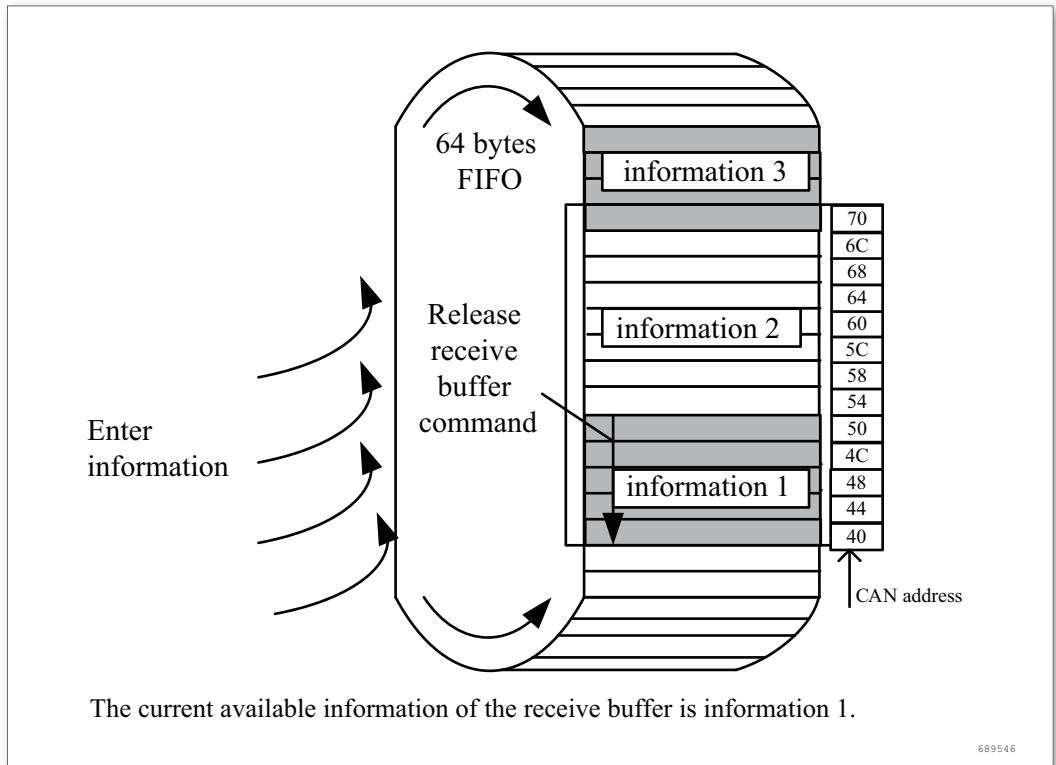 64 bytes
FIFO
information 3
70
6C
68
64
60
5C
58
54
50
4C
48
44
40
Release
receive
buffer
command
information 2
information 1
Enter
information
CAN address
The current available information of the receive buffer is information 1.
689546